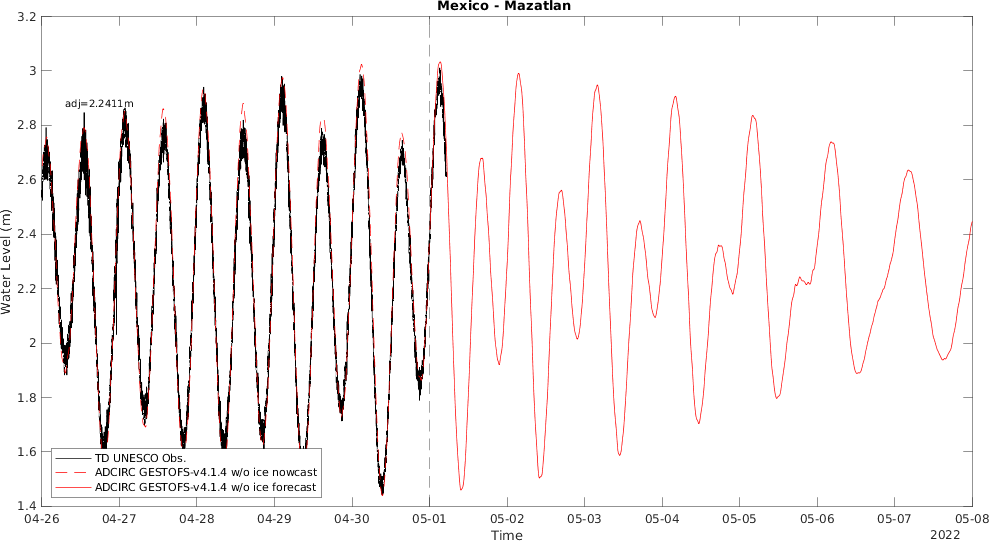 Mexico - Mazatlan
3.2
3
2.8
2.6
2.4
2.2
2
1.8
1.6
1.4
Water Level (m)
adj=2.2411m
TD UNESCO Obs.
ADCIRC GESTOFS-v4.1.4 w/o ice nowcast
ADCIRC GESTOFS-v4.1.4 w/o ice forecast
04-26 04-27 04-28 04-29 04-30 05-01 05-02 05-03 05-04 05-05 05-06 05-07 05-08
Time
2022